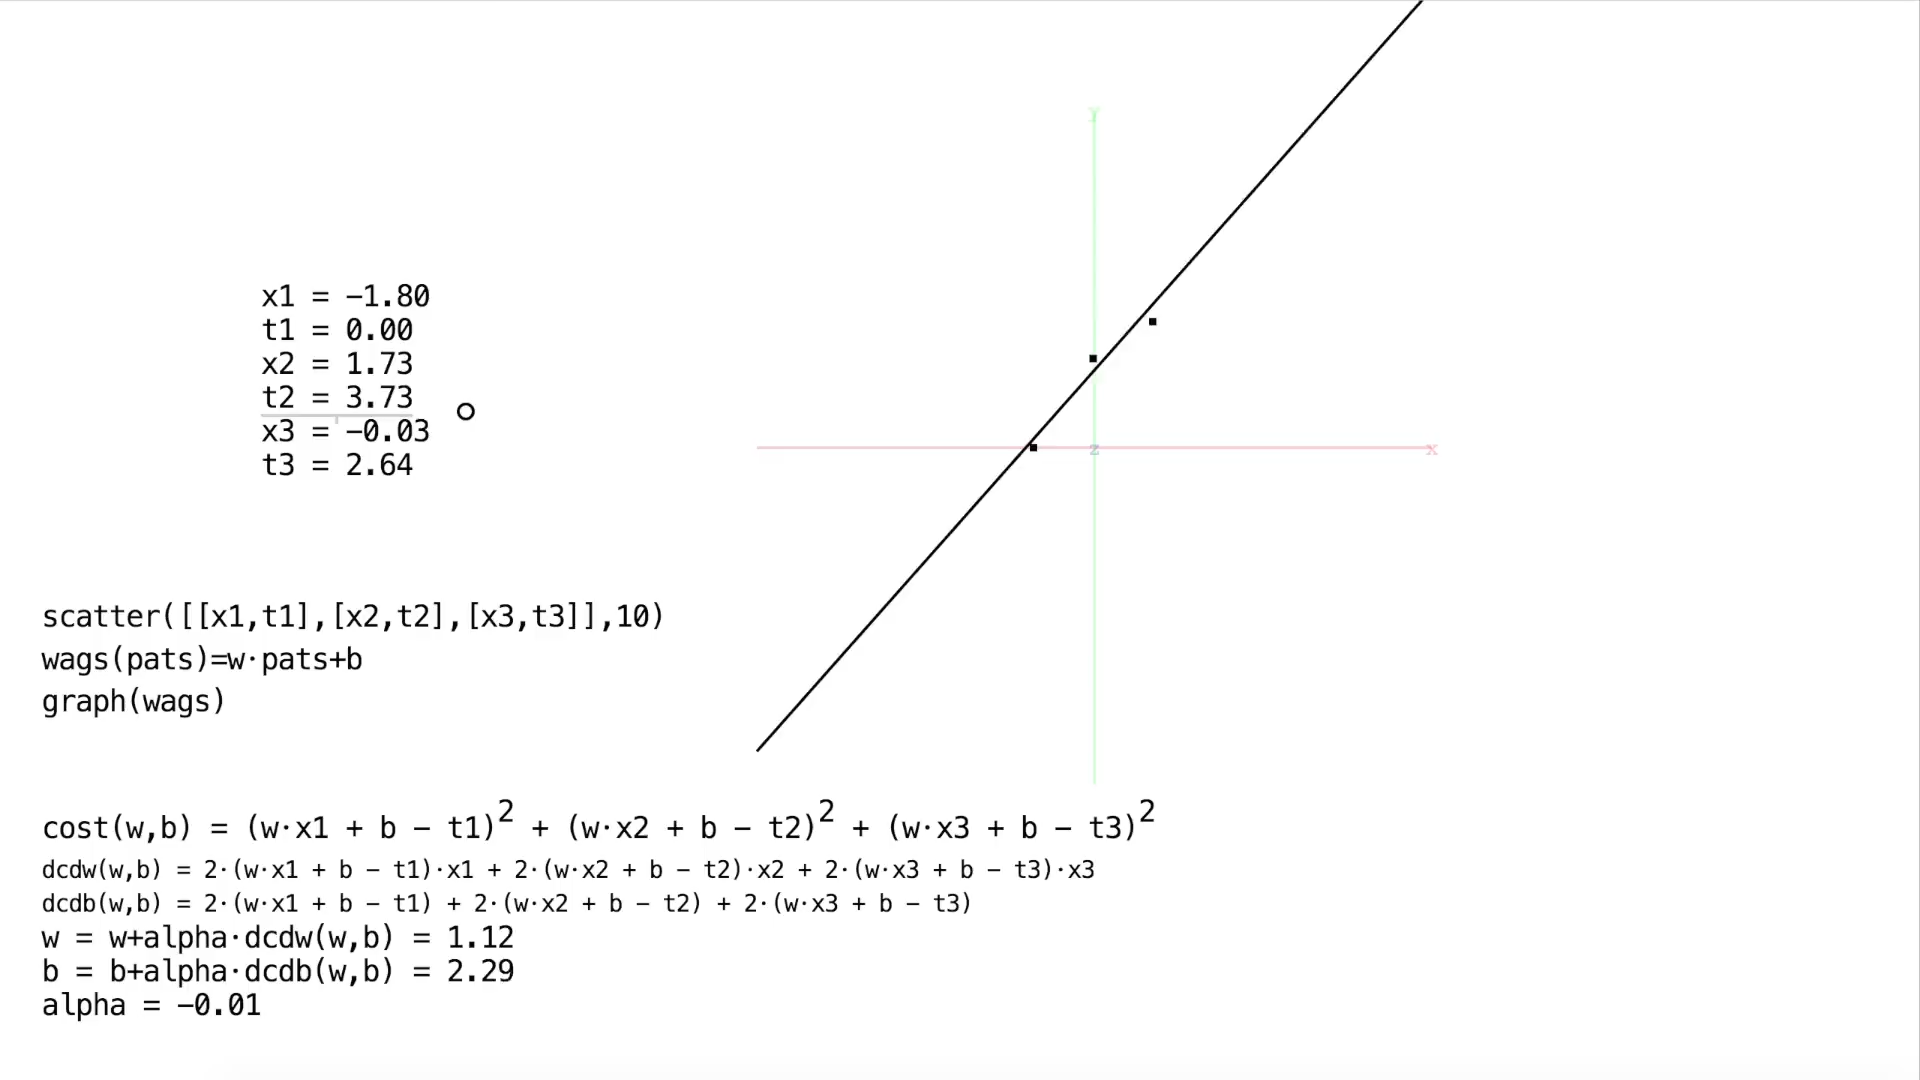 Y
x1 = −1.80
t1 = 0.00
x2 = 1.73
t2 = 3.73
x3 = −0.03
t3 = 2.64
z
x
scatter([[x1,t1],[x2,t2],[x3,t3]],10)
wags(pats)=w·pats+b
graph(wags)
cost(w,b) = (w·x1 + b − t1)² + (w·x2 + b − t2)² + (w·x3 + b − t3)²
dcdw(w,b) = 2·(w·x1 + b − t1)·x1 + 2·(w·x2 + b − t2)·x2 + 2·(w·x3 + b − t3)·x3
dcdb(w,b) = 2·(w·x1 + b − t1) + 2·(w·x2 + b − t2) + 2·(w·x3 + b − t3)
w = w+alpha·dcdw(w,b) = 1.12
b = b+alpha·dcdb(w,b) = 2.29
alpha = −0.01